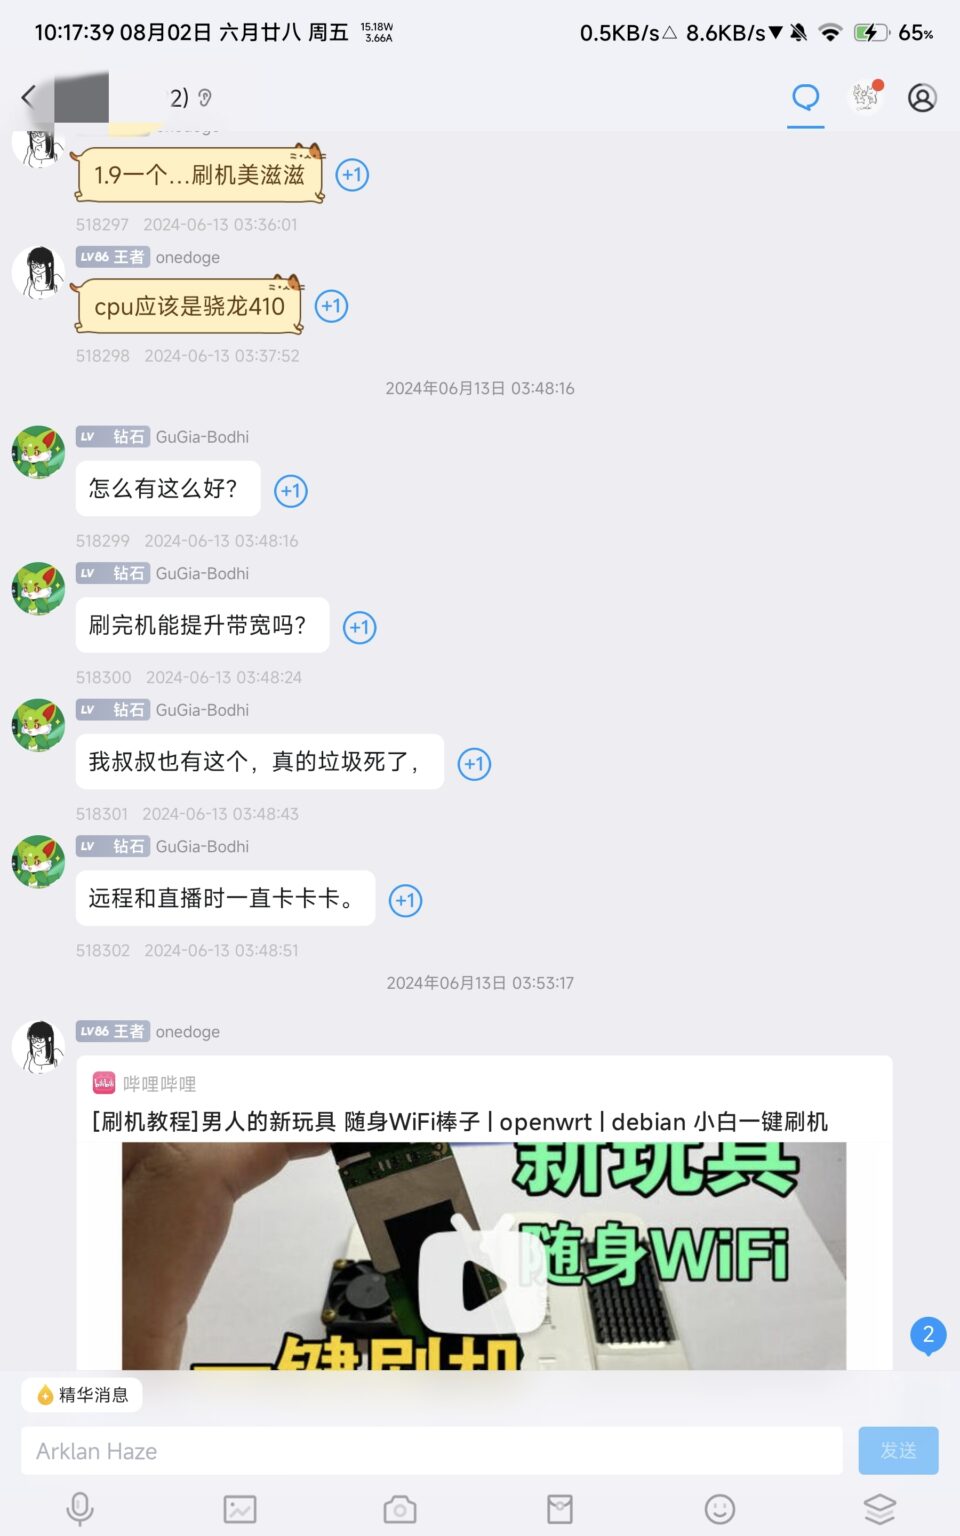 10:17:39 08月02日 六月廿八 周五 15.18W 3.66A 0.5KB/s△ 8.6KB/s▼ 65%
2)
onedoge
1.9一个...刷机美滋滋 +1
518297 2024-06-13 03:36:01
LV86 王者 onedoge
cpu应该是骁龙410 +1
518298 2024-06-13 03:37:52
2024年06月13日 03:48:16
LV 钻石 GuGia-Bodhi
怎么有这么好？ +1
518299 2024-06-13 03:48:16
LV 钻石 GuGia-Bodhi
刷完机能提升带宽吗？ +1
518300 2024-06-13 03:48:24
LV 钻石 GuGia-Bodhi
我叔叔也有这个，真的垃圾死了， +1
518301 2024-06-13 03:48:43
LV 钻石 GuGia-Bodhi
远程和直播时一直卡卡卡。 +1
518302 2024-06-13 03:48:51
2024年06月13日 03:53:17
LV86 王者 onedoge
bilibili 哔哩哔哩
[刷机教程]男人的新玩具 随身WiFi棒子 | openwrt | debian 小白一键刷机
新玩具
随身WiFi
一键刷机
2
精华消息
Arklan Haze 发送